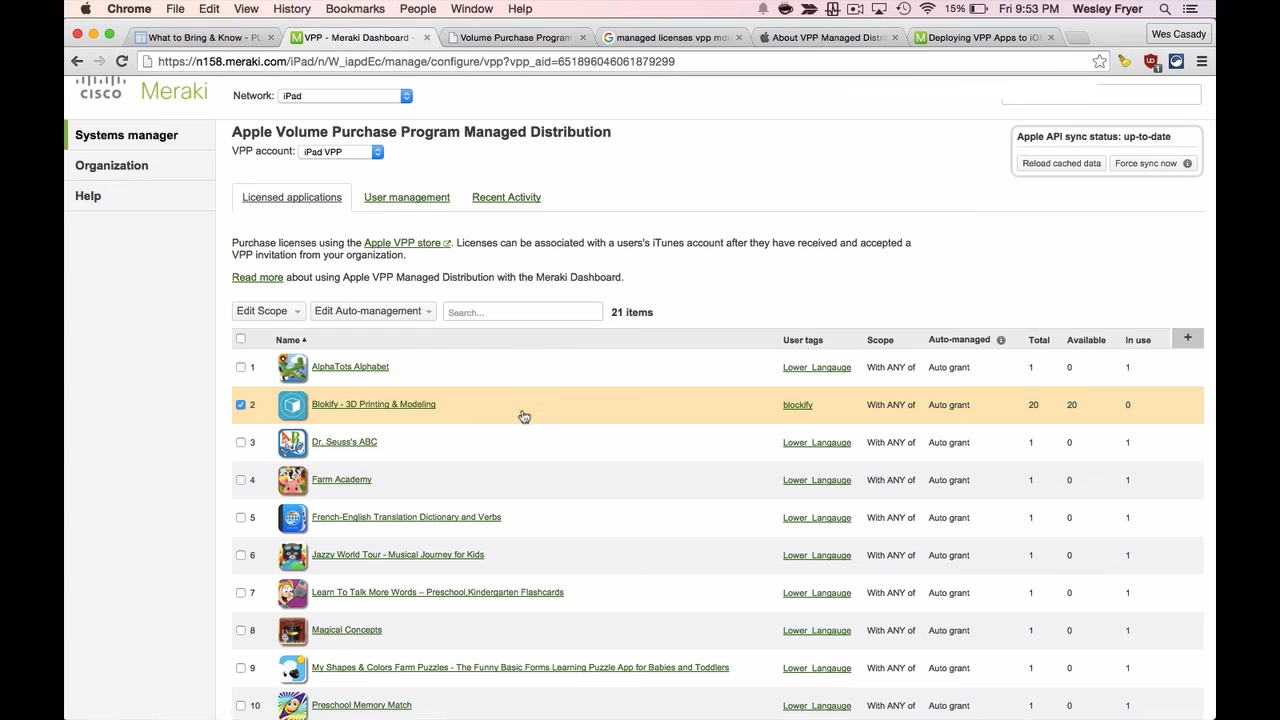 Chrome File Edit View History Bookmarks People Window Help 15% Fri 9:53 PM Wesley Fryer
What to Bring & Know - PL × VPP - Meraki Dashboard - × Volume Purchase Program × managed licenses vpp mdm × About VPP Managed Distri × Deploying VPP Apps to iOS × Wes Casady
https://n158.meraki.com/iPad/n/W_iapdEc/manage/configure/vpp?vpp_aid=651896046061879299
CISCO Meraki Network: iPad
Systems manager
Organization
Help
Apple Volume Purchase Program Managed Distribution
VPP account: iPad VPP
Apple API sync status: up-to-date
Reload cached data Force sync now
Licensed applications User management Recent Activity
Purchase licenses using the Apple VPP store. Licenses can be associated with a users's iTunes account after they have received and accepted a
VPP invitation from your organization.
Read more about using Apple VPP Managed Distribution with the Meraki Dashboard.
Edit Scope Edit Auto-management Search... 21 items
Name User tags Scope Auto-managed Total Available In use +
1 AlphaTots Alphabet Lower_Langauge With ANY of Auto grant 1 0 1
2 Blokify - 3D Printing & Modeling blockify With ANY of Auto grant 20 20 0
3 Dr. Seuss's ABC Lower_Langauge With ANY of Auto grant 1 0 1
4 Farm Academy Lower_Langauge With ANY of Auto grant 1 0 1
5 French-English Translation Dictionary and Verbs Lower_Langauge With ANY of Auto grant 1 0 1
6 Jazzy World Tour - Musical Journey for Kids Lower_Langauge With ANY of Auto grant 1 0 1
7 Learn To Talk More Words – Preschool,Kindergarten Flashcards Lower_Langauge With ANY of Auto grant 1 0 1
8 Magical Concepts Lower_Langauge With ANY of Auto grant 1 0 1
9 My Shapes & Colors Farm Puzzles - The Funny Basic Forms Learning Puzzle App for Babies and Toddlers Lower_Langauge With ANY of Auto grant 1 0 1
10 Preschool Memory Match Lower_Langauge With ANY of Auto grant 1 0 1